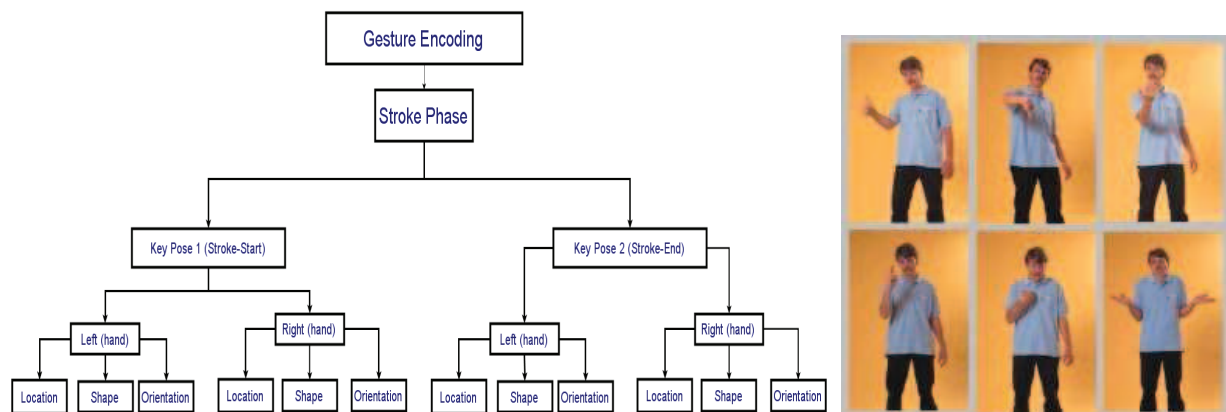 Gesture Encoding
Stroke Phase
Key Pose 1 (Stroke-Start)
Key Pose 2 (Stroke-End)
Left (hand)
Right (hand)
Left (hand)
Right (hand)
Location
Shape
Orientation
Location
Shape
Orientation
Location
Shape
Orientation
Location
Shape
Orientation